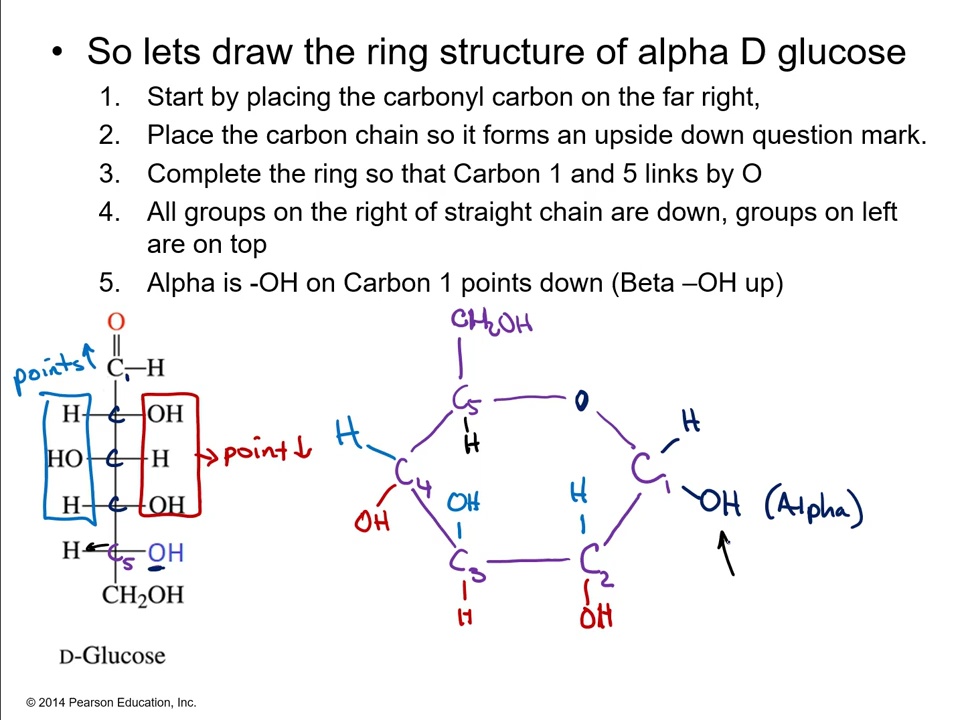 • So lets draw the ring structure of alpha D glucose
1. Start by placing the carbonyl carbon on the far right,
2. Place the carbon chain so it forms an upside down question mark.
3. Complete the ring so that Carbon 1 and 5 links by O
4. All groups on the right of straight chain are down, groups on left
are on top
5. Alpha is -OH on Carbon 1 points down (Beta –OH up)
O
points↑ C1—H
H C OH
HO C H → point ↓
H C OH
H C5 OH
CH2OH
D-Glucose
CH2OH
C5 O
H
H
H
C4
C1
OH
OH
H
OH (Alpha)
C3 C2
H OH
© 2014 Pearson Education, Inc.